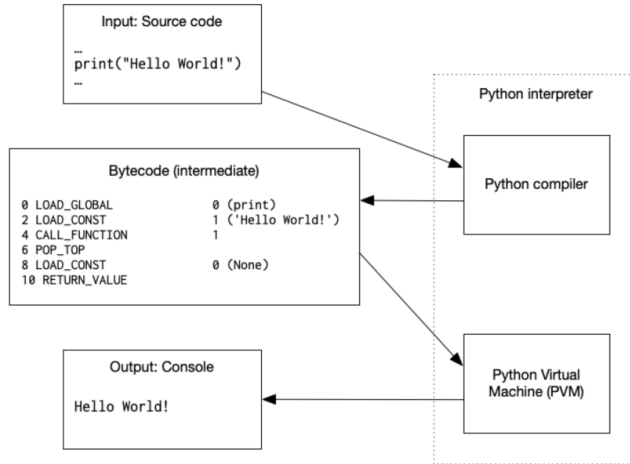 Input: Source code
…
print("Hello World!")
…
Python interpreter
Python compiler
Bytecode (intermediate)
0 LOAD_GLOBAL 0 (print)
2 LOAD_CONST 1 ('Hello World!')
4 CALL_FUNCTION 1
6 POP_TOP
8 LOAD_CONST 0 (None)
10 RETURN_VALUE
Python Virtual
Machine (PVM)
Output: Console
Hello World!